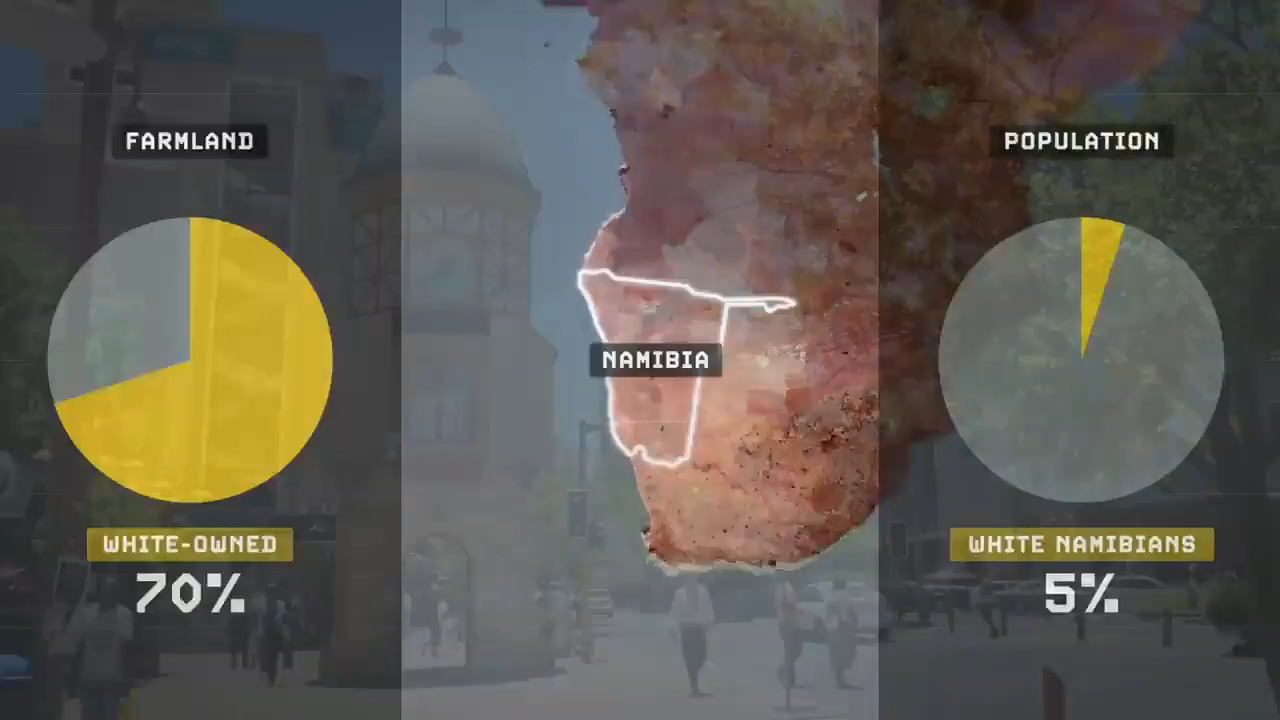 FARMLAND
WHITE-OWNED
70%
NAMIBIA
POPULATION
WHITE NAMIBIANS
5%